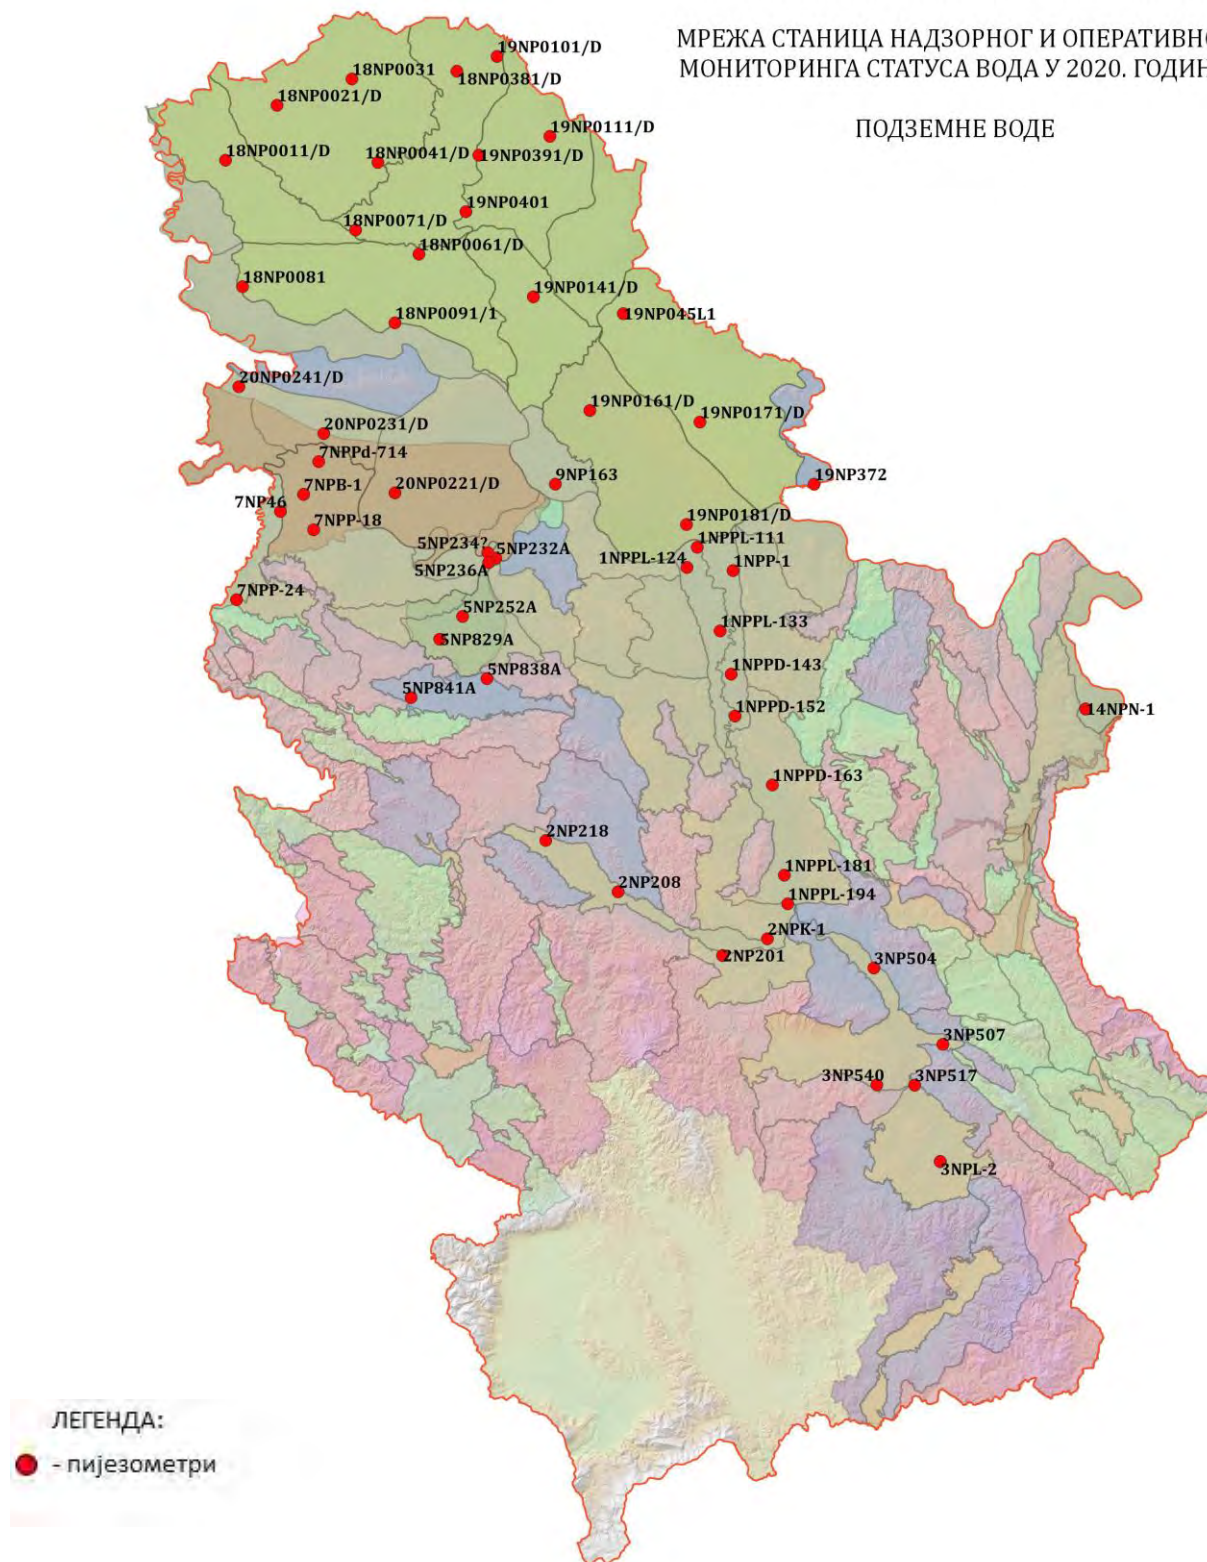 МРЕЖА СТАНИЦА НАДЗОРНОГ И ОПЕРАТИВНО
МОНИТОРИНГА СТАТУСА ВОДА У 2020. ГОДИН
ПОДЗЕМНЕ ВОДЕ
19NP0101/D
18NP0031
18NP0381/D
18NP0021/D
19NP0111/D
18NP0011/D
18NP0041/D
19NP0391/D
19NP0401
18NP0071/D
18NP0061/D
18NP0081
19NP0141/D
19NP045L1
18NP0091/1
20NP0241/D
19NP0161/D
19NP0171/D
20NP0231/D
7NPPd-714
9NP163
19NP372
7NPB-1
20NP0221/D
7NP46
7NPP-18
19NP0181/D
5NP234?
5NP232A
1NPPL-111
5NP236A
1NPPL-124
1NPP-1
7NPP-24
5NP252A
1NPPL-133
5NP829A
5NP838A
1NPPD-143
5NP841A
1NPPD-152
14NPN-1
1NPPD-163
2NP218
1NPPL-181
2NP208
1NPPL-194
2NPK-1
2NP201
3NP504
3NP507
3NP540
3NP517
3NPL-2
ЛЕГЕНДА:
- пијезометри